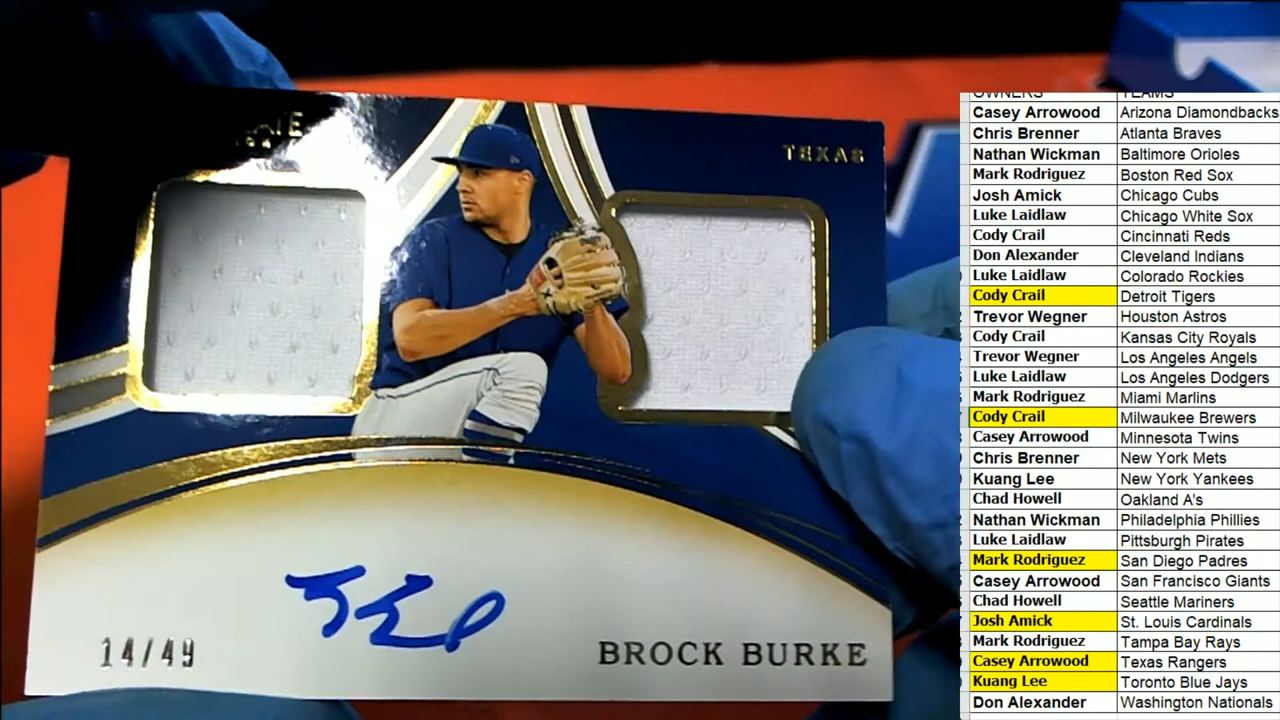 TEXAS
14/49
BROCK BURKE
OWNERS TEAMS
Casey Arrowood Arizona Diamondbacks
Chris Brenner Atlanta Braves
Nathan Wickman Baltimore Orioles
Mark Rodriguez Boston Red Sox
Josh Amick Chicago Cubs
Luke Laidlaw Chicago White Sox
Cody Crail Cincinnati Reds
Don Alexander Cleveland Indians
Luke Laidlaw Colorado Rockies
Cody Crail Detroit Tigers
Trevor Wegner Houston Astros
Cody Crail Kansas City Royals
Trevor Wegner Los Angeles Angels
Luke Laidlaw Los Angeles Dodgers
Mark Rodriguez Miami Marlins
Cody Crail Milwaukee Brewers
Casey Arrowood Minnesota Twins
Chris Brenner New York Mets
Kuang Lee New York Yankees
Chad Howell Oakland A's
Nathan Wickman Philadelphia Phillies
Luke Laidlaw Pittsburgh Pirates
Mark Rodriguez San Diego Padres
Casey Arrowood San Francisco Giants
Chad Howell Seattle Mariners
Josh Amick St. Louis Cardinals
Mark Rodriguez Tampa Bay Rays
Casey Arrowood Texas Rangers
Kuang Lee Toronto Blue Jays
Don Alexander Washington Nationals